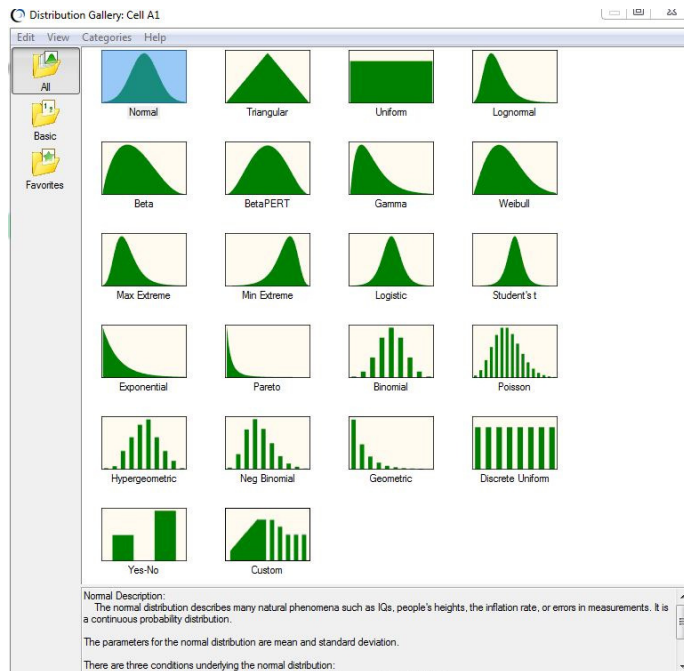 Distribution Gallery: Cell A1
Edit View Categories Help
All
Basic
Favorites
Normal Triangular Uniform Lognormal
Beta BetaPERT Gamma Weibull
Max Extreme Min Extreme Logistic Student's t
Exponential Pareto Binomial Poisson
Hypergeometric Neg Binomial Geometric Discrete Uniform
Yes-No Custom
Normal Description:
The normal distribution describes many natural phenomena such as IQs, people's heights, the inflation rate, or errors in measurements. It is
a continuous probability distribution.
The parameters for the normal distribution are mean and standard deviation.
There are three conditions underlying the normal distribution: